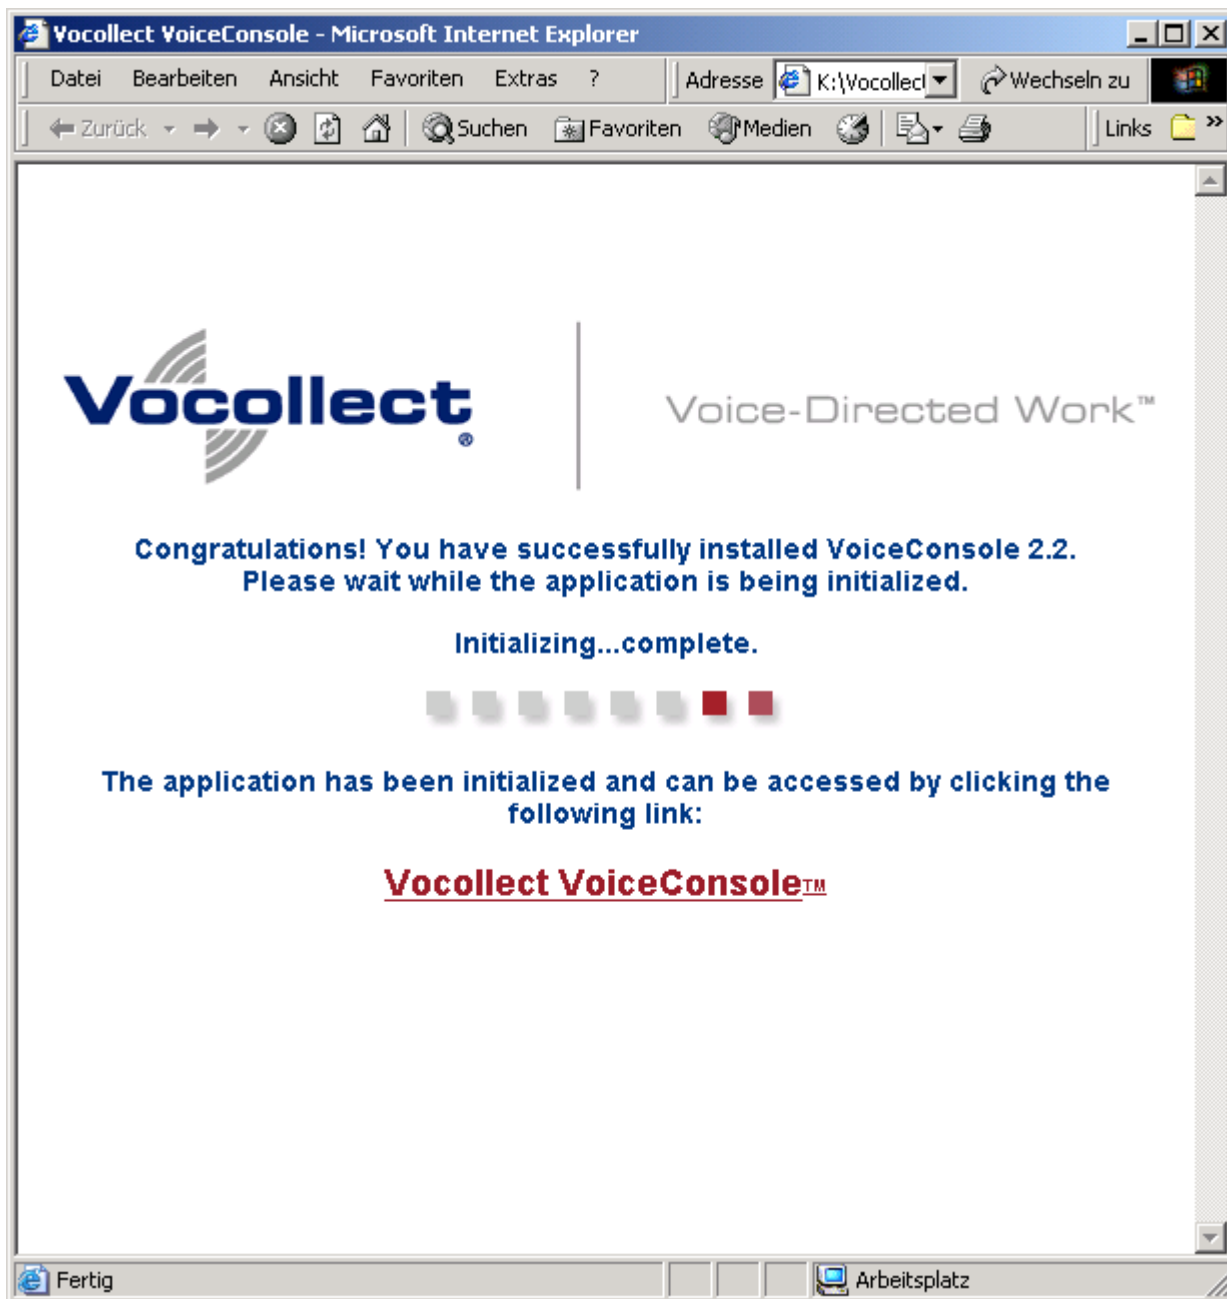 Vocollect VoiceConsole - Microsoft Internet Explorer
Datei Bearbeiten Ansicht Favoriten Extras ? Adresse K:\Vocollec Wechseln zu
Zurück Suchen Favoriten Medien Links »
Vocollect®
Voice-Directed Work™
Congratulations! You have successfully installed VoiceConsole 2.2.
Please wait while the application is being initialized.
Initializing...complete.
The application has been initialized and can be accessed by clicking the
following link:
Vocollect VoiceConsole™
Fertig Arbeitsplatz